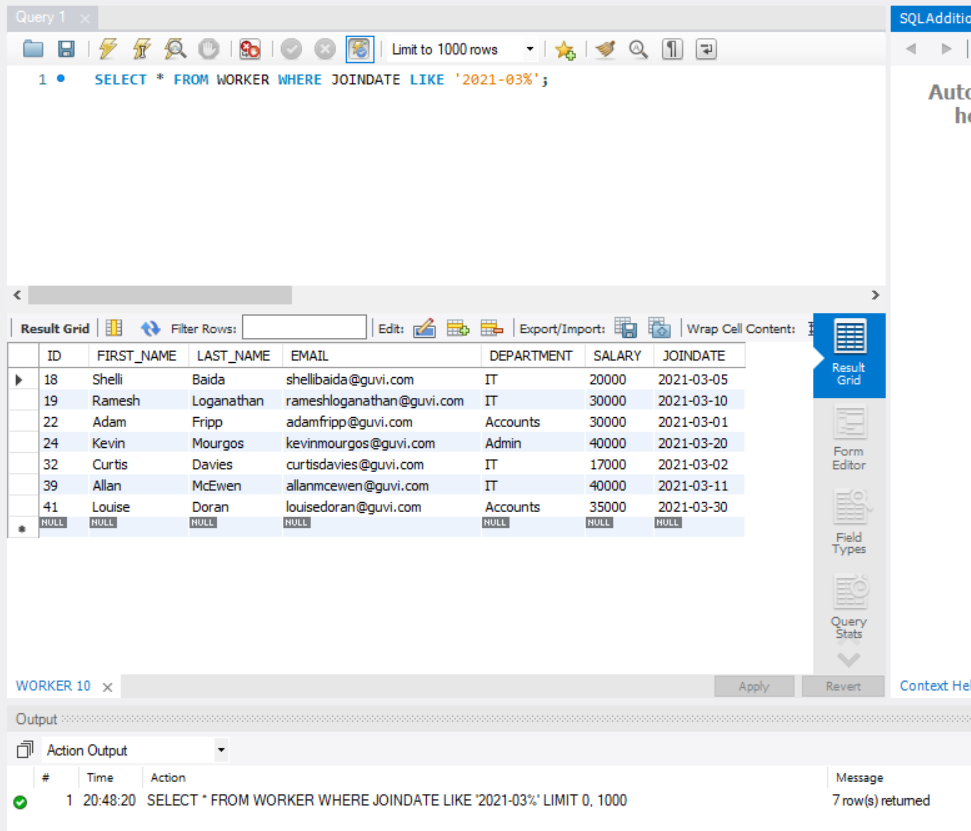 Query 1
SQLAdditio
Limit to 1000 rows
Auto
he
1 SELECT * FROM WORKER WHERE JOINDATE LIKE '2021-03%';
Result Grid Filter Rows: Edit: Export/Import: Wrap Cell Content:
ID FIRST_NAME LAST_NAME EMAIL DEPARTMENT SALARY JOINDATE
18 Shelli Baida shellibaida@guvi.com IT 20000 2021-03-05
19 Ramesh Loganathan rameshloganathan@guvi.com IT 30000 2021-03-10
22 Adam Fripp adamfripp@guvi.com Accounts 30000 2021-03-01
24 Kevin Mourgos kevinmourgos@guvi.com Admin 40000 2021-03-20
32 Curtis Davies curtisdavies@guvi.com IT 17000 2021-03-02
39 Allan McEwen allanmcewen@guvi.com IT 40000 2021-03-11
41 Louise Doran louisedoran@guvi.com Accounts 35000 2021-03-30
NULL NULL NULL NULL NULL NULL NULL
Result
Grid
Form
Editor
Field
Types
Query
Stats
WORKER 10 Apply Revert Context Hel
Output
Action Output
# Time Action Message
1 20:48:20 SELECT * FROM WORKER WHERE JOINDATE LIKE '2021-03%' LIMIT 0, 1000 7 row(s) returned